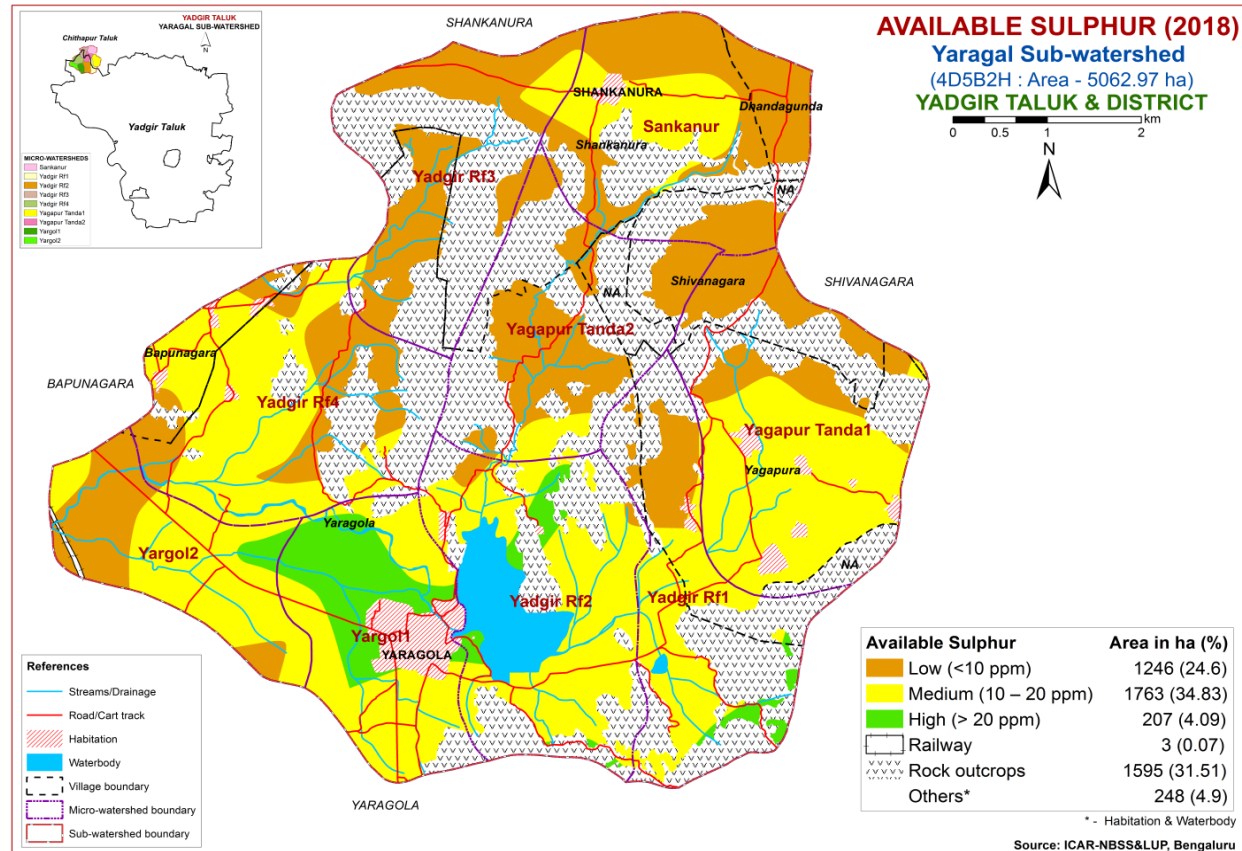 YADGIR TALUK
YARAGAL SUB-WATERSHED
N
Chithapur Taluk
Yadgir Taluk
MICRO-WATERSHEDS
Sankanur
Yadgir Rf1
Yadgir Rf2
Yadgir Rf3
Yadgir RF4
Yagapur Tanda1
Yagapur Tanda2
Yargol1
Yargol2
AVAILABLE SULPHUR (2018)
Yaragal Sub-watershed
(4D5B2H : Area - 5062.97 ha)
YADGIR TALUK & DISTRICT
km
0 0.5 1 2
N
SHANKANURA
SHANKANURA
Dhandagunda
Sankanur
Shankanura
Yadgir Rf3
NA
Shivanagara
SHIVANAGARA
NA
Yagapur Tanda2
Bapunagara
BAPUNAGARA
Yadgir Rf4
Yagapur Tanda1
Yagapura
Yaragola
Yargol2
NA
Yadgir Rf2
Yadgir Rf1
Yargol1
YARAGOLA
YARAGOLA
References
Streams/Drainage
Road/Cart track
Habitation
Waterbody
Village boundary
Micro-watershed boundary
Sub-watershed boundary
Available Sulphur Area in ha (%)
Low (<10 ppm) 1246 (24.6)
Medium (10 – 20 ppm) 1763 (34.83)
High (> 20 ppm) 207 (4.09)
Railway 3 (0.07)
Rock outcrops 1595 (31.51)
Others* 248 (4.9)
* - Habitation & Waterbody
Source: ICAR-NBSS&LUP, Bengaluru